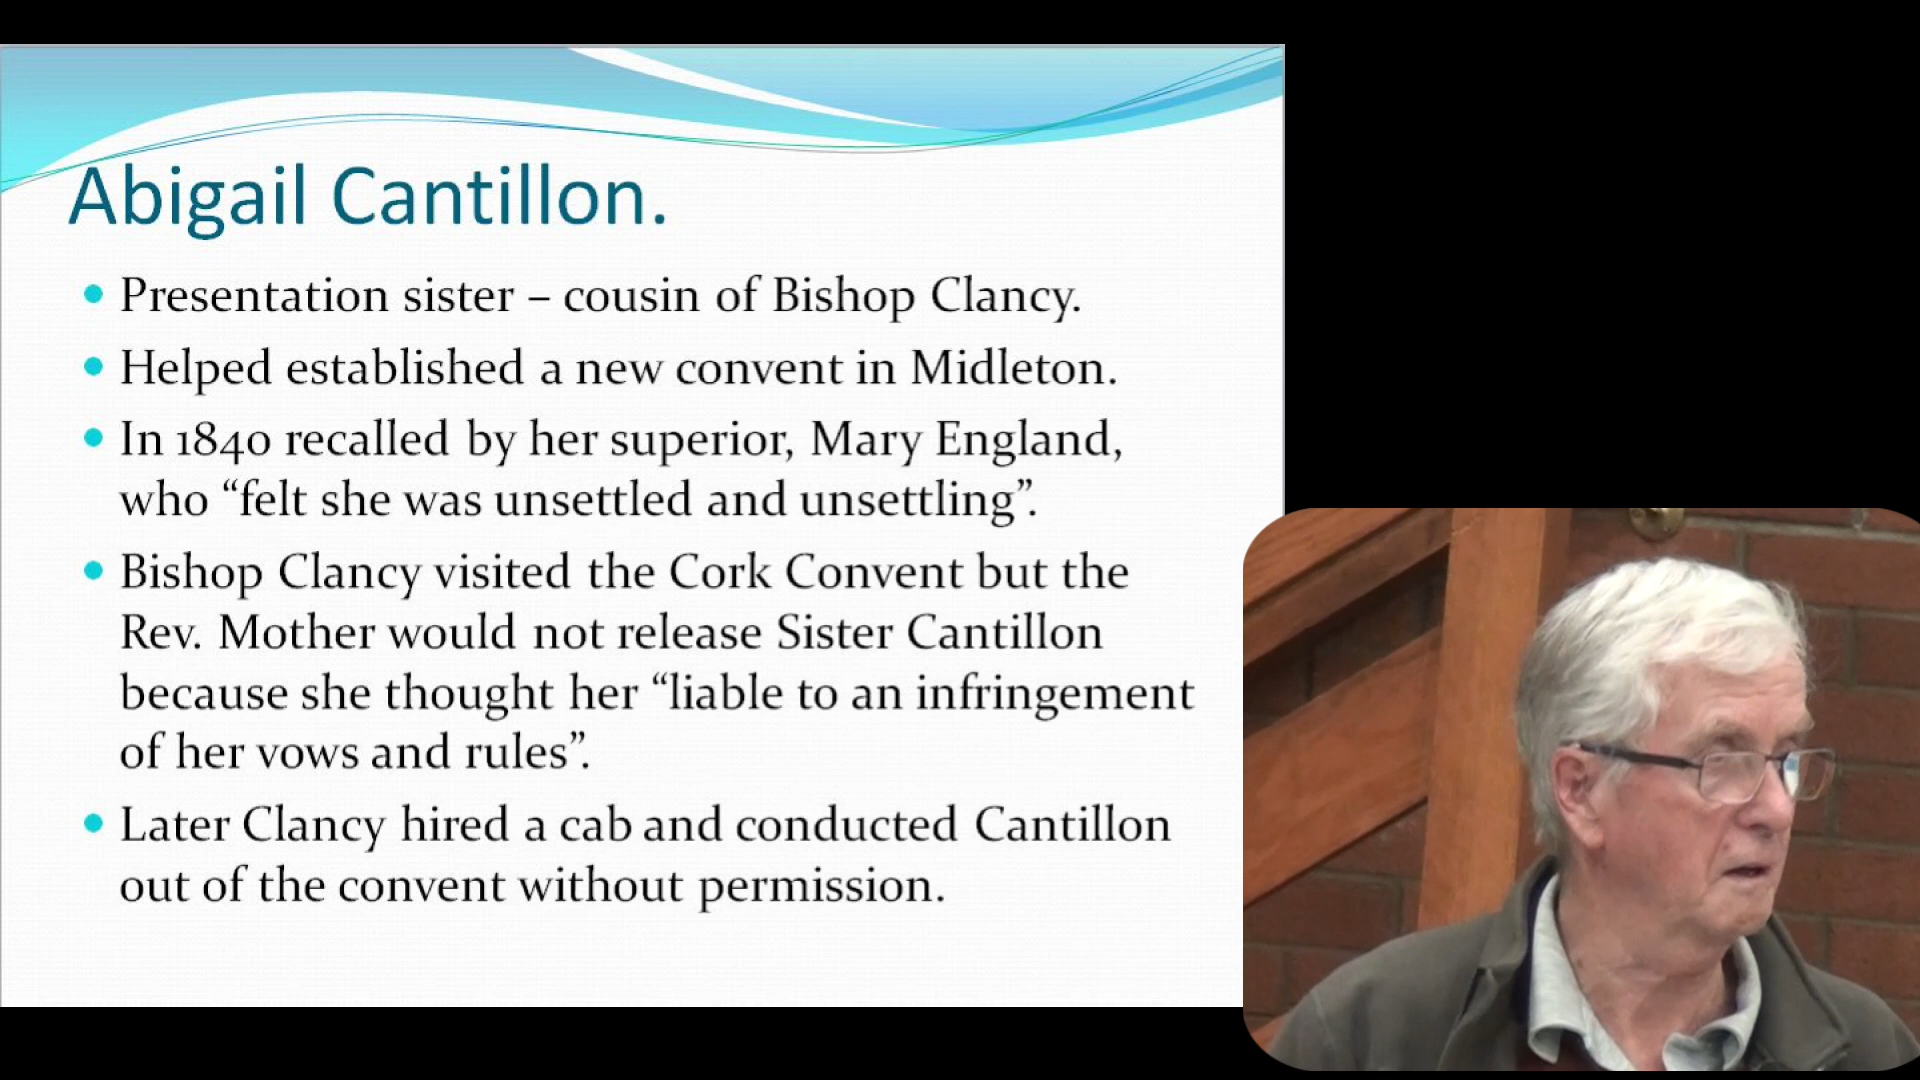 Abigail Cantillon.
• Presentation sister – cousin of Bishop Clancy.
• Helped established a new convent in Midleton.
• In 1840 recalled by her superior, Mary England,
who “felt she was unsettled and unsettling”.
• Bishop Clancy visited the Cork Convent but the
Rev. Mother would not release Sister Cantillon
because she thought her “liable to an infringement
of her vows and rules”.
• Later Clancy hired a cab and conducted Cantillon
out of the convent without permission.